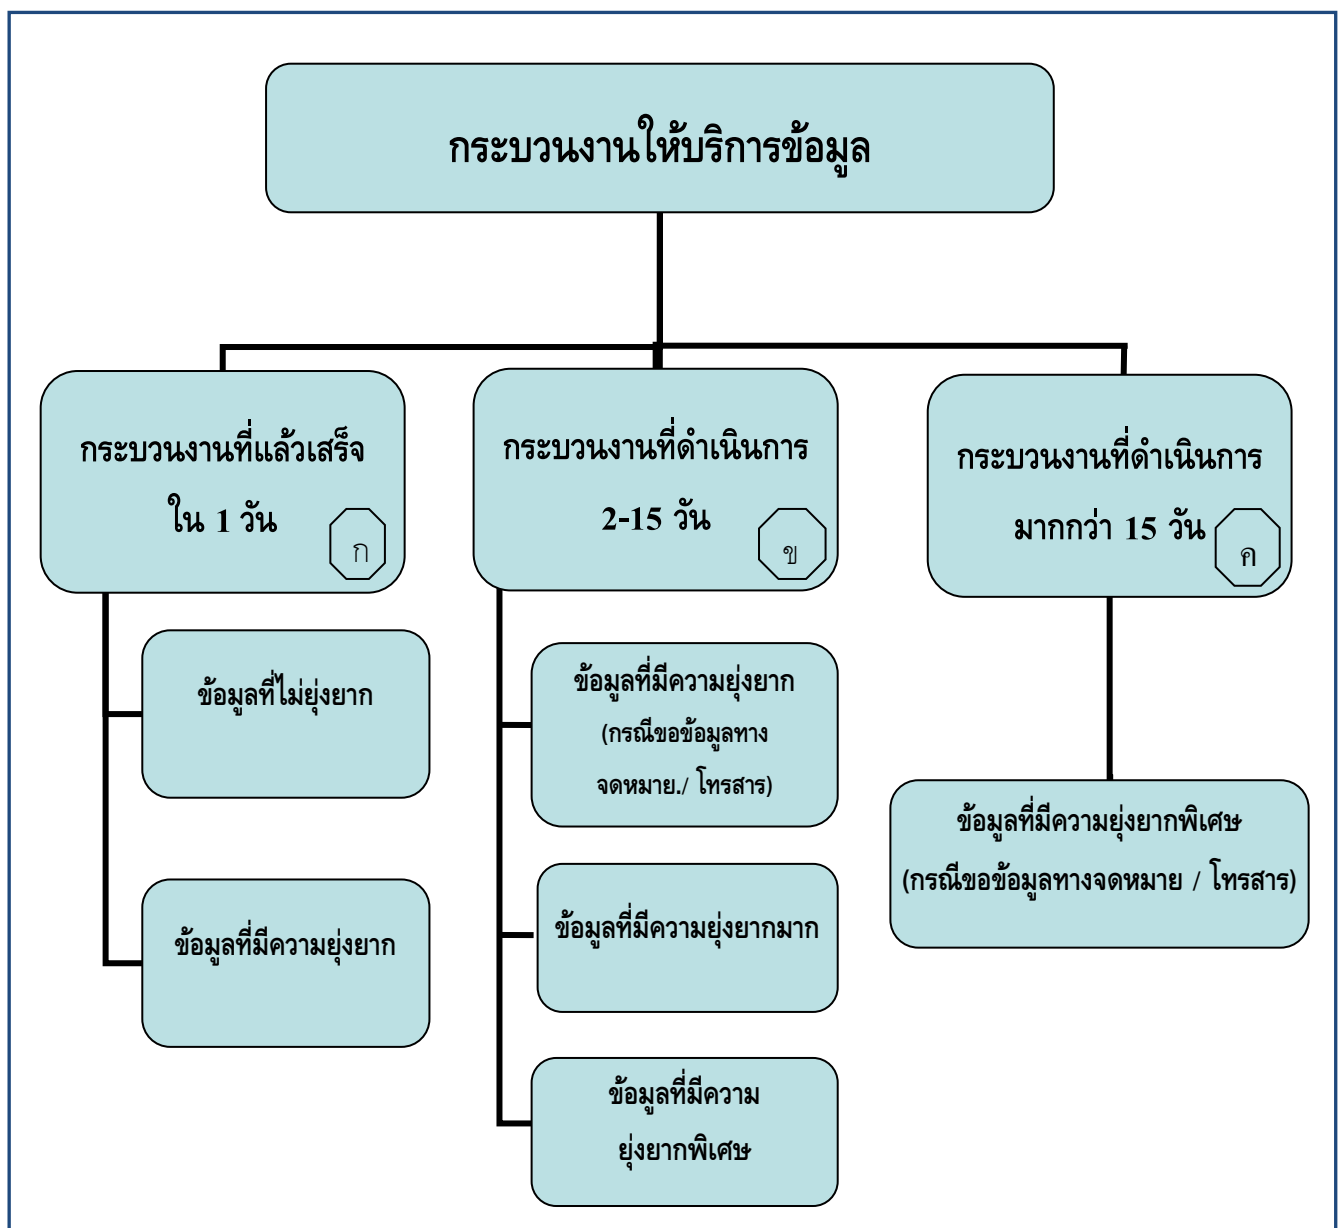 กระบวนงานให้บริการข้อมูล
กระบวนงานที่แล้วเสร็จ
ใน 1 วัน
ก
กระบวนงานที่ดำเนินการ
2-15 วัน
ข
กระบวนงานที่ดำเนินการ
มากกว่า 15 วัน
ค
ข้อมูลที่ไม่ยุ่งยาก
ข้อมูลที่มีความยุ่งยาก
ข้อมูลที่มีความยุ่งยาก
(กรณีขอข้อมูลทาง
จดหมาย./ โทรสาร)
ข้อมูลที่มีความยุ่งยากมาก
ข้อมูลที่มีความ
ยุ่งยากพิเศษ
ข้อมูลที่มีความยุ่งยากพิเศษ
(กรณีขอข้อมูลทางจดหมาย / โทรสาร)